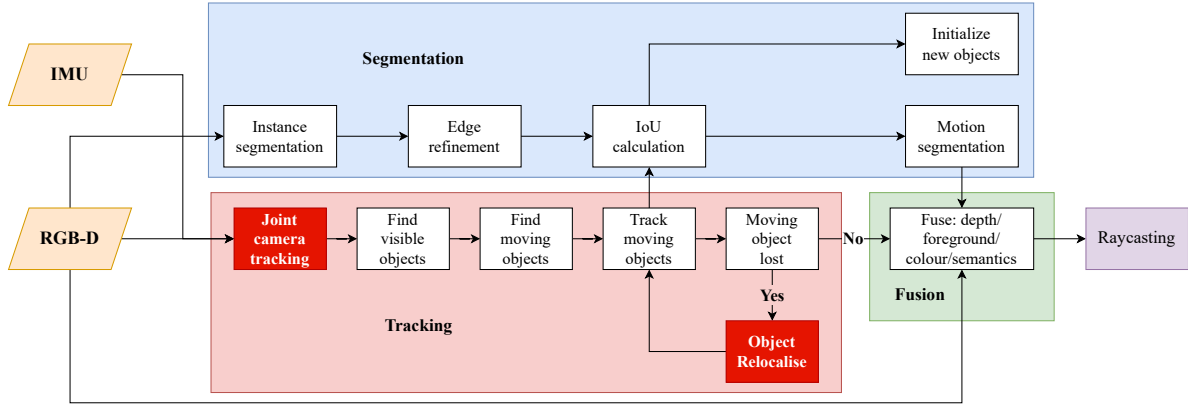 IMU
RGB-D
Segmentation
Initialize
new objects
Instance
segmentation
Edge
refinement
IoU
calculation
Motion
segmentation
Joint
camera
tracking
Find
visible
objects
Find
moving
objects
Track
moving
objects
Moving
object
lost
No
Yes
Object
Relocalise
Tracking
Fuse: depth/
foreground/
colour/semantics
Fusion
Raycasting